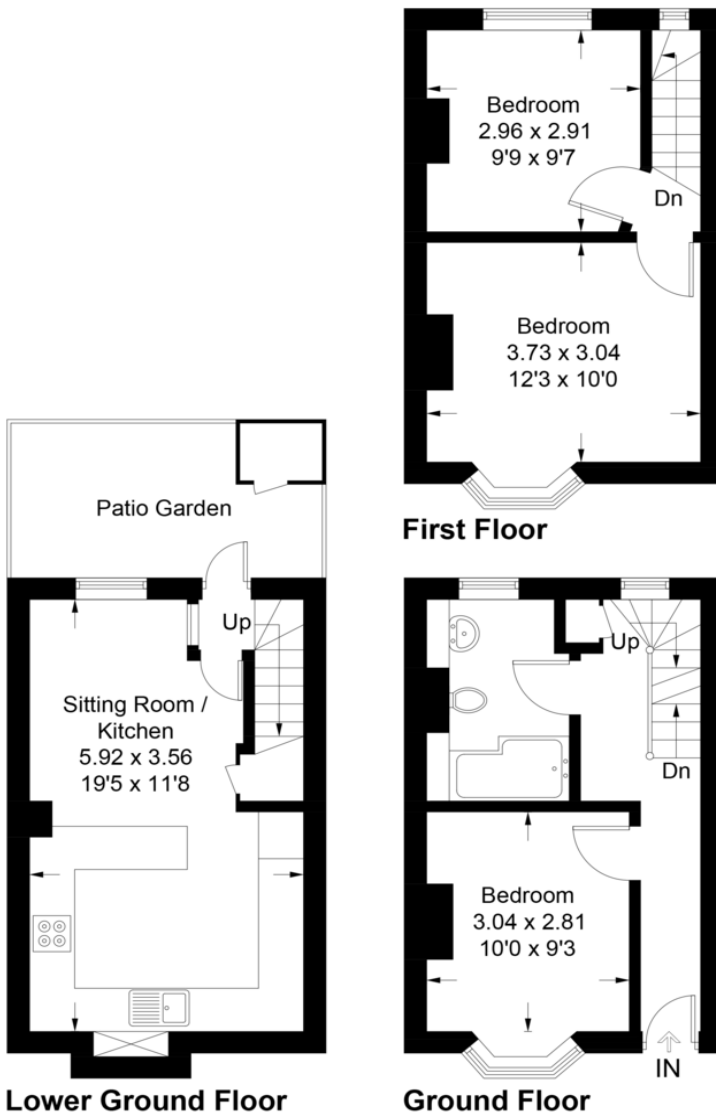 Bedroom
2.96 x 2.91
9'9 x 9'7
Dn
Bedroom
3.73 x 3.04
12'3 x 10'0
First Floor
Patio Garden
Up
Sitting Room /
Kitchen
5.92 x 3.56
19'5 x 11'8
Lower Ground Floor
Up
Dn
Bedroom
3.04 x 2.81
10'0 x 9'3
IN
Ground Floor